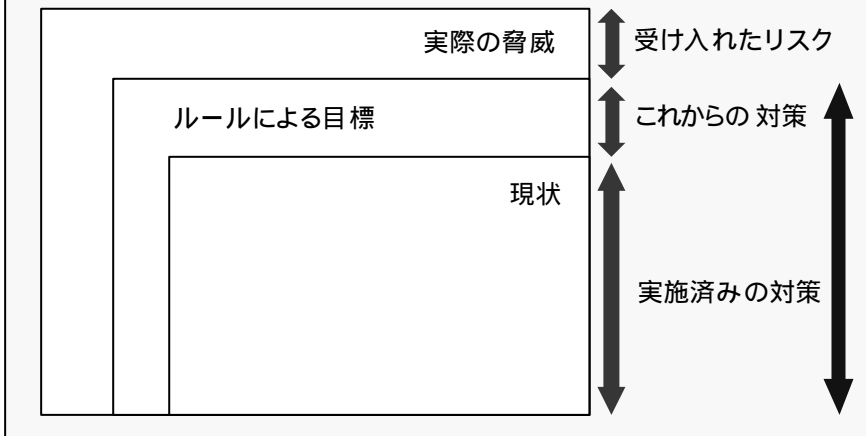 実際の脅威
受け入れたリスク
ルールによる目標
これからの対策
現状
実施済みの対策